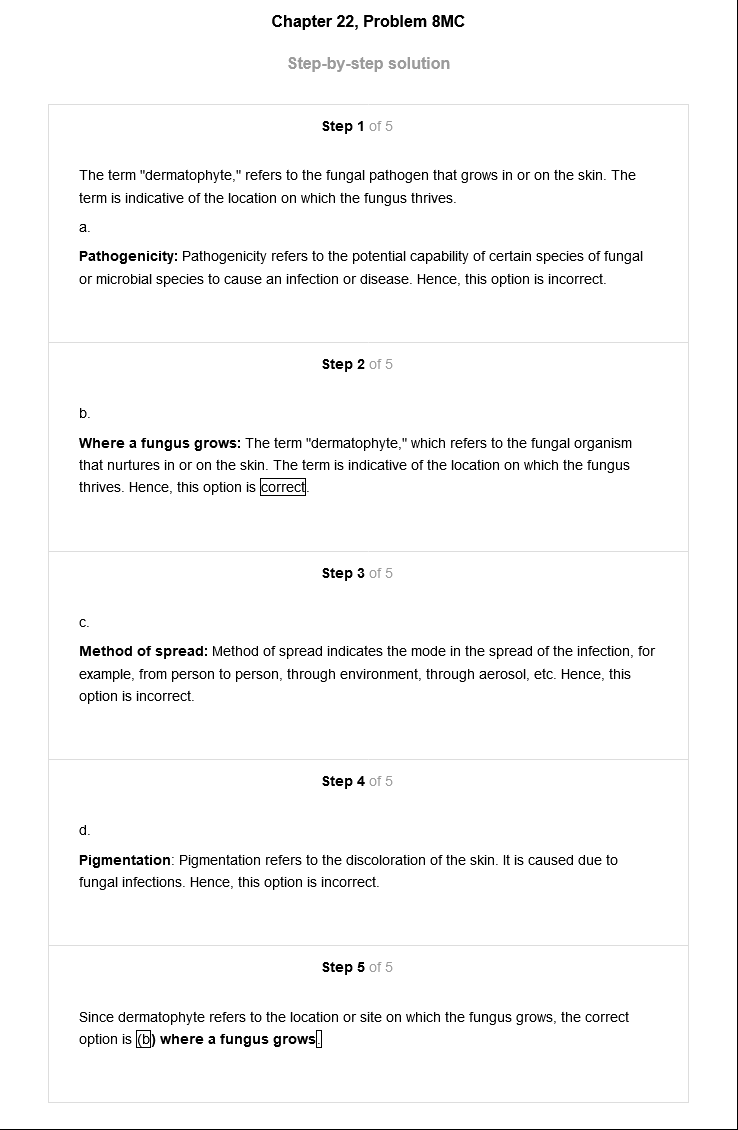 Chapter 22, Problem 8MC
Step-by-step solution
Step 1 of 5
The term "dermatophyte," refers to the fungal pathogen that grows in or on the skin. The
term is indicative of the location on which the fungus thrives.
a.
Pathogenicity: Pathogenicity refers to the potential capability of certain species of fungal
or microbial species to cause an infection or disease. Hence, this option is incorrect.
Step 2 of 5
b.
Where a fungus grows: The term "dermatophyte," which refers to the fungal organism
that nurtures in or on the skin. The term is indicative of the location on which the fungus
thrives. Hence, this option is correct.
Step 3 of 5
c.
Method of spread: Method of spread indicates the mode in the spread of the infection, for
example, from person to person, through environment, through aerosol, etc. Hence, this
option is incorrect.
Step 4 of 5
d.
Pigmentation: Pigmentation refers to the discoloration of the skin. It is caused due to
fungal infections. Hence, this option is incorrect.
Step 5 of 5
Since dermatophyte refers to the location or site on which the fungus grows, the correct
option is (b) where a fungus grows.